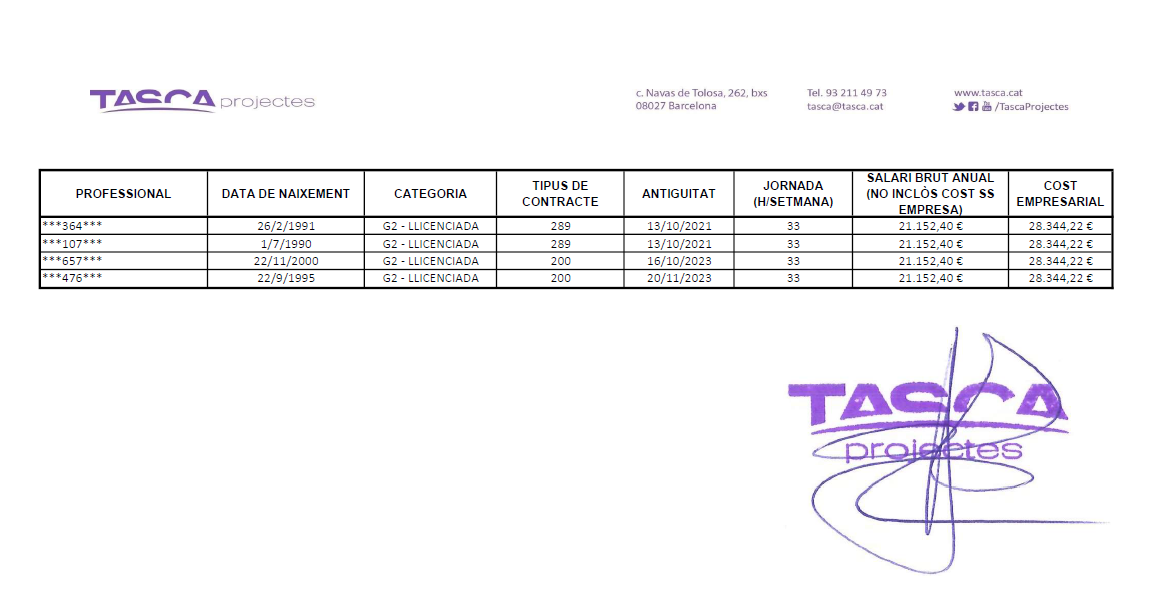 TASCA projectes
c. Navas de Tolosa, 262, bxs
08027 Barcelona
Tel. 93 211 49 73
tasca@tasca.cat
www.tasca.cat
/TascaProjectes
PROFESSIONAL DATA DE NAIXEMENT CATEGORIA TIPUS DE CONTRACTE ANTIGUITAT JORNADA (H/SETMANA) SALARI BRUT ANUAL (NO INCLÒS COST SS EMPRESA) COST EMPRESARIAL
***364*** 26/2/1991 G2 - LLICENCIADA 289 13/10/2021 33 21.152,40 € 28.344,22 €
***107*** 1/7/1990 G2 - LLICENCIADA 289 13/10/2021 33 21.152,40 € 28.344,22 €
***657*** 22/11/2000 G2 - LLICENCIADA 200 16/10/2023 33 21.152,40 € 28.344,22 €
***476*** 22/9/1995 G2 - LLICENCIADA 200 20/11/2023 33 21.152,40 € 28.344,22 €
TASCA
projectes